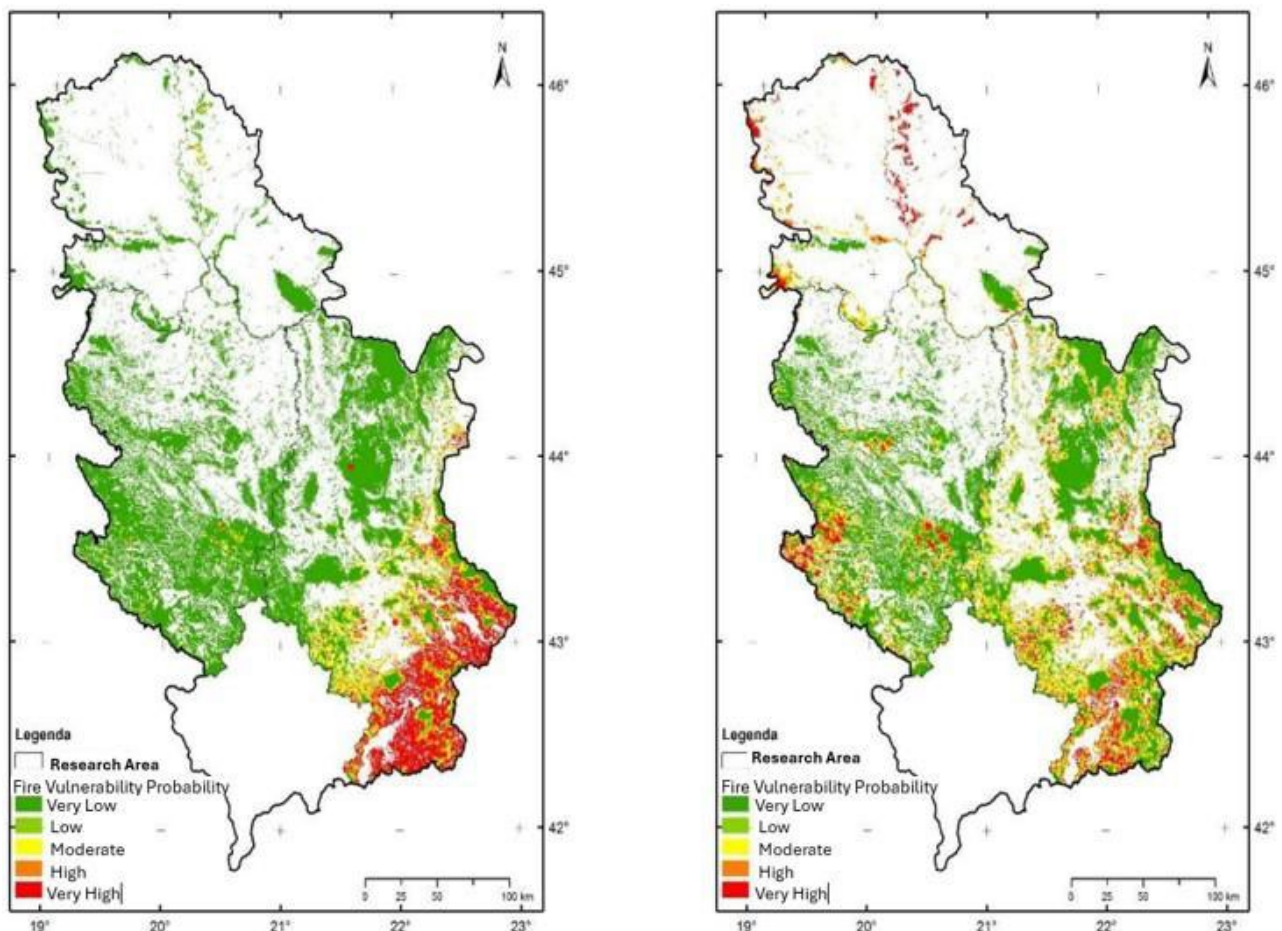 N
46°
45°
44°
43°
42°
Legenda
Research Area
Fire Vulnerability Probability
Very Low
Low
Moderate
High
Very High
0 25 50 100 km
19° 20° 21° 22° 23°
N
46°
45°
44°
43°
42°
Legenda
Research Area
Fire Vulnerability Probability
Very Low
Low
Moderate
High
Very High
0 25 50 100 km
19° 20° 21° 22° 23°